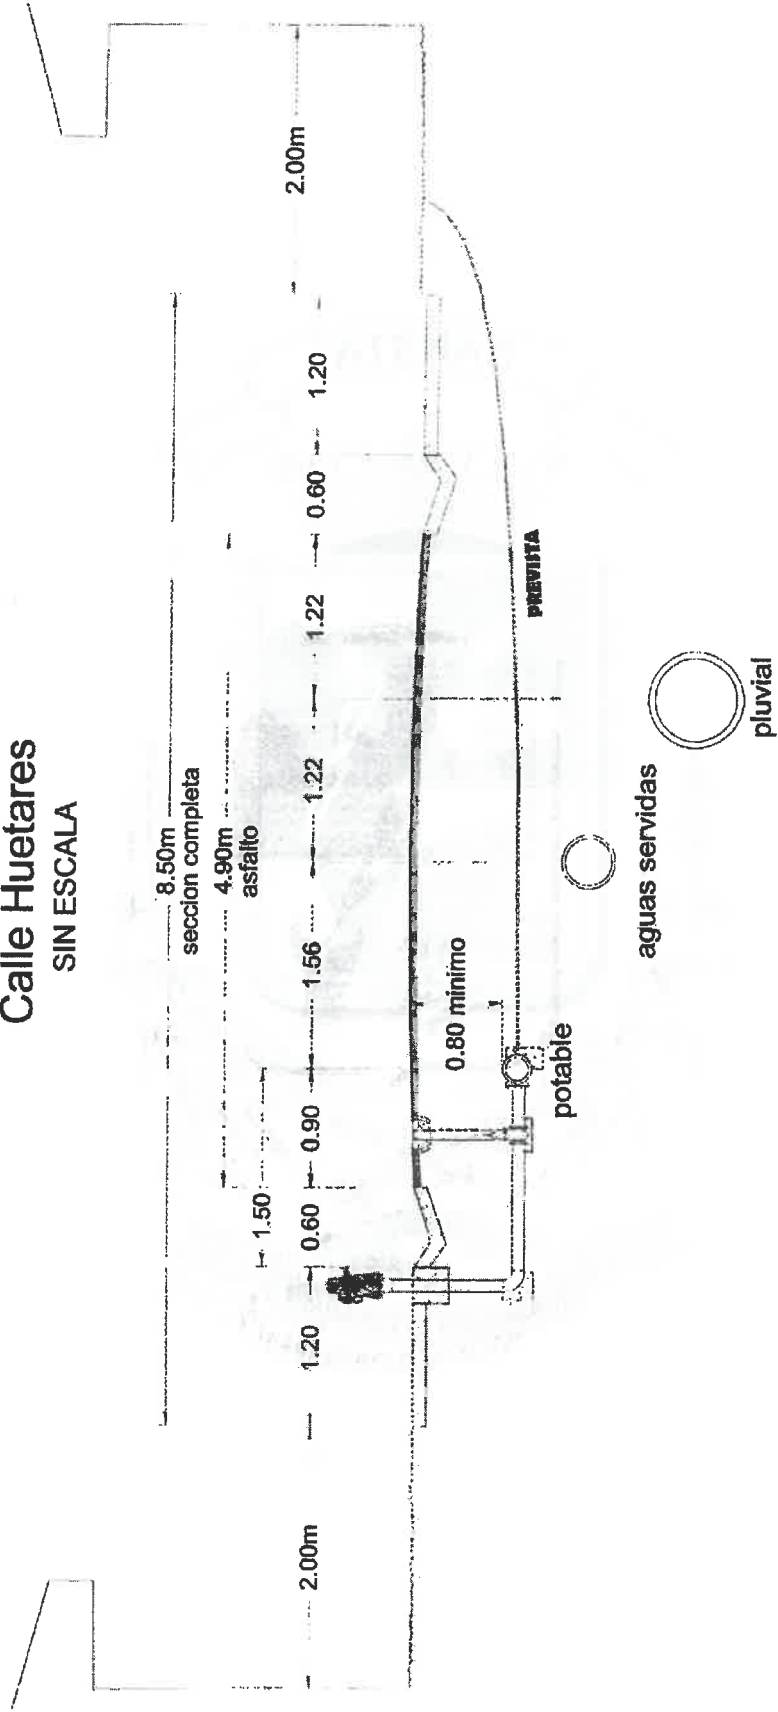 Calle Huetares
SIN ESCALA
8.50m
seccion completa
4.90m
asfalto
1.50
2.00m
1.20
0.60
0.90
1.56
1.22
1.22
0.60
1.20
2.00m
0.80 minimo
potable
PREVISTA
aguas servidas
pluvial